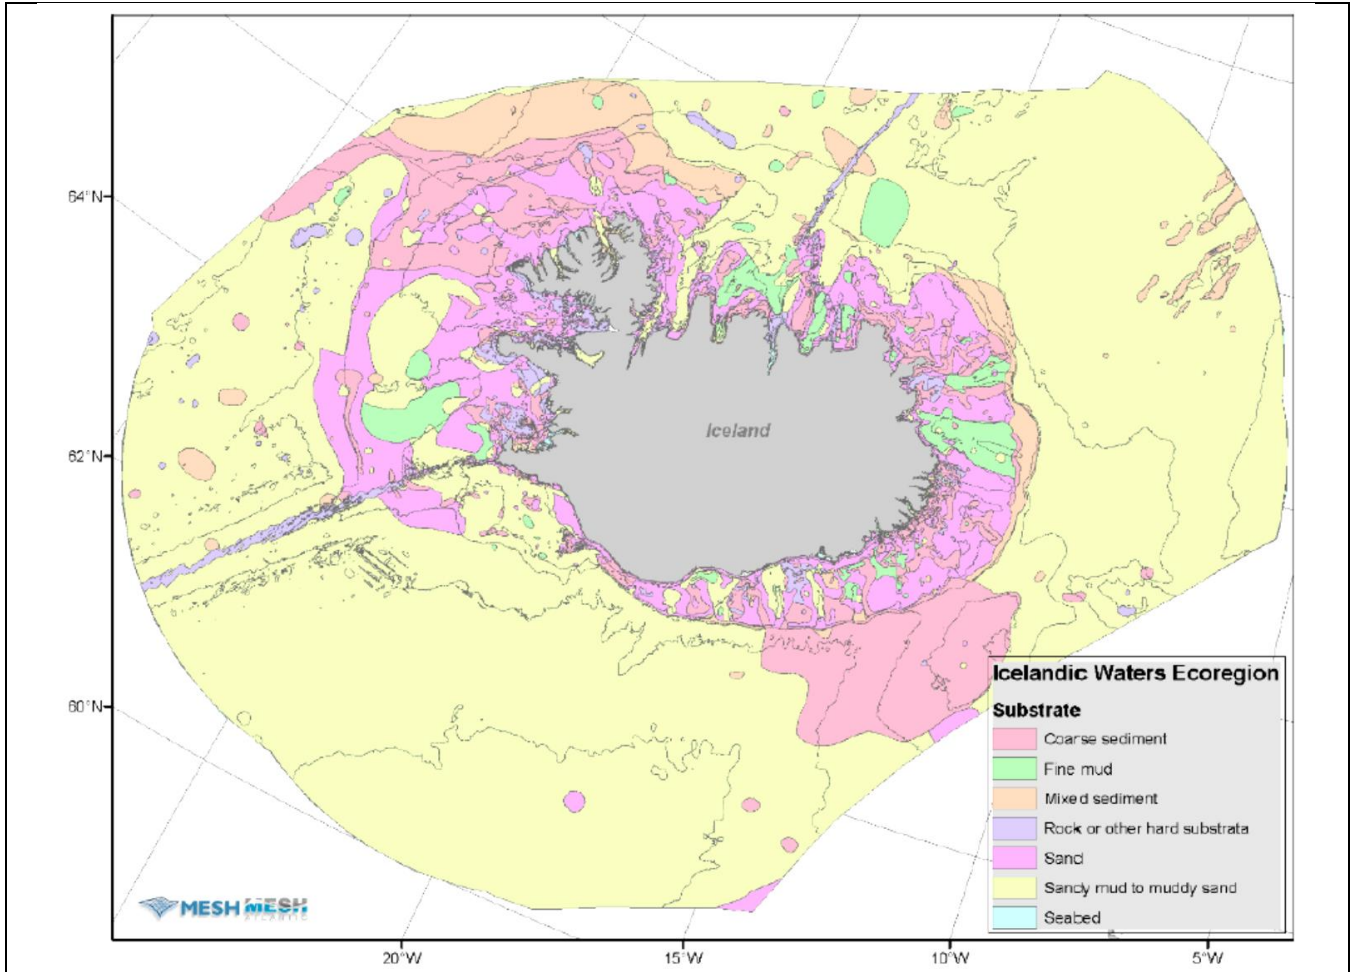 64°N
62°N
60°N
Iceland
Icelandic Waters Ecoregion
Substrate
Coarse sediment
Fine mud
Mixed sediment
Rock or other hard substrata
Sand
Sandy mud to muddy sand
Seabed
MESH MESH
20°W
15°W
10°W
5°W